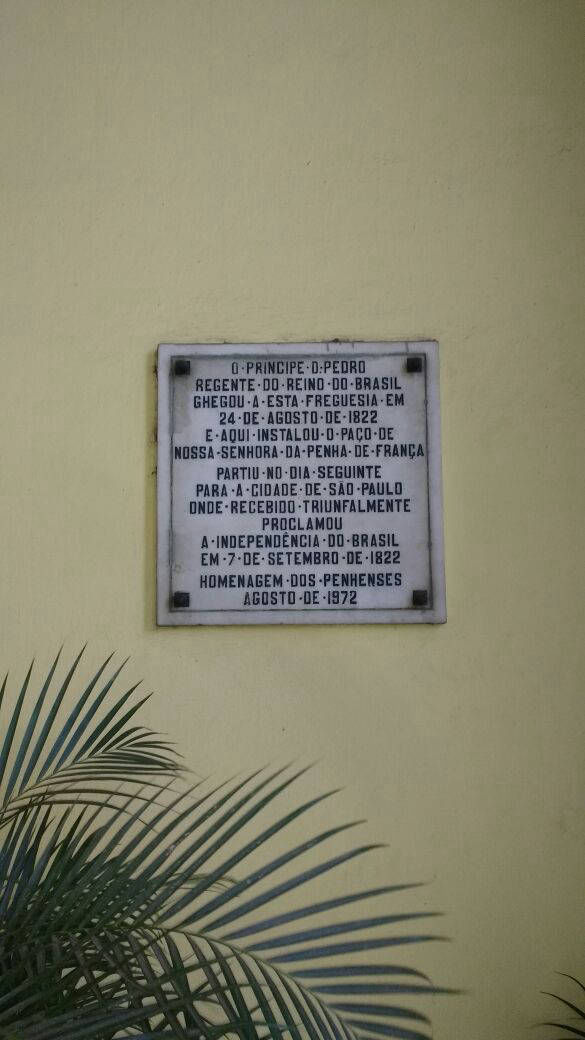 O·PRINCIPE·D.PEDRO
REGENTE·DO·REINO·DO·BRASIL
GHEGOU·A·ESTA·FREGUESIA·EM
24·DE·AGOSTO·DE·1822
E·AQUI·INSTALOU·O·PAÇO·DE
NOSSA·SENHORA·DA·PENHA·DE·FRANÇA
PARTIU·NO·DIA·SEGUINTE
PARA·A·CIDADE·DE·SÃO·PAULO
ONDE·RECEBIDO·TRIUNFALMENTE
PROCLAMOU
A·INDEPENDÊNCIA·DO·BRASIL
EM·7·DE·SETEMBRO·DE·1822
HOMENAGEM·DOS·PENHENSES
AGOSTO·DE·1972